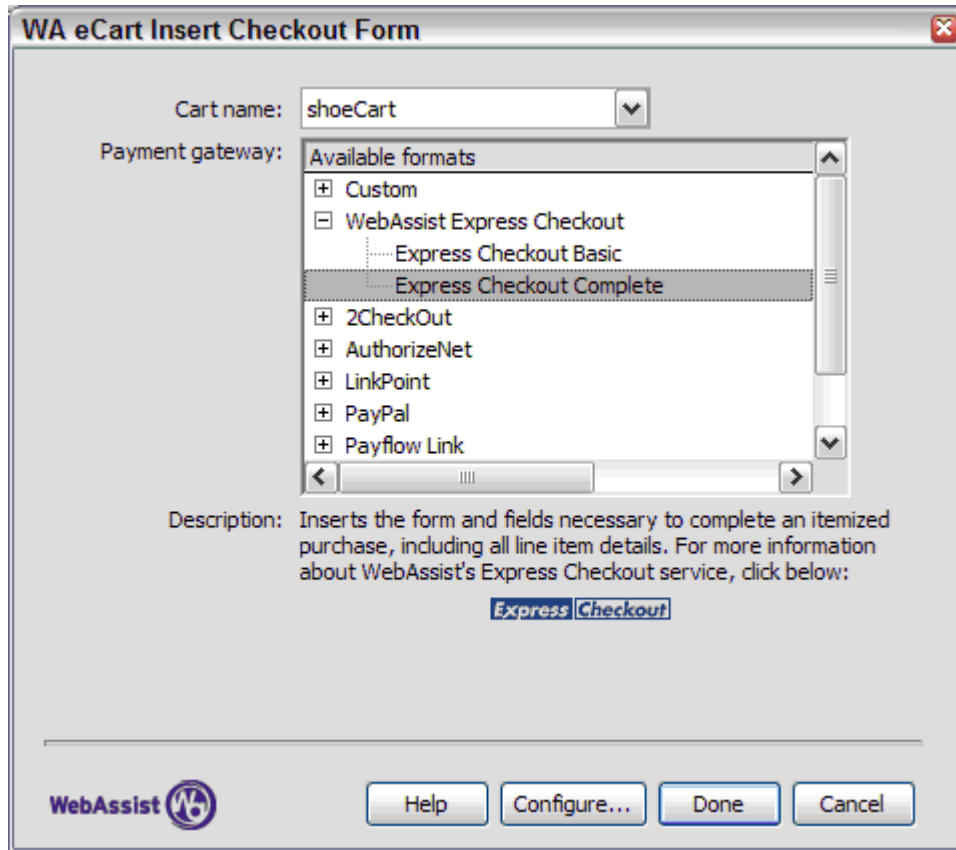 WA eCart Insert Checkout Form
Cart name: shoeCart
Payment gateway: Available formats
Custom
WebAssist Express Checkout
Express Checkout Basic
Express Checkout Complete
2CheckOut
AuthorizeNet
LinkPoint
PayPal
Payflow Link
Description: Inserts the form and fields necessary to complete an itemized
purchase, including all line item details. For more information
about WebAssist's Express Checkout service, click below:
Express Checkout
WebAssist Help Configure... Done Cancel